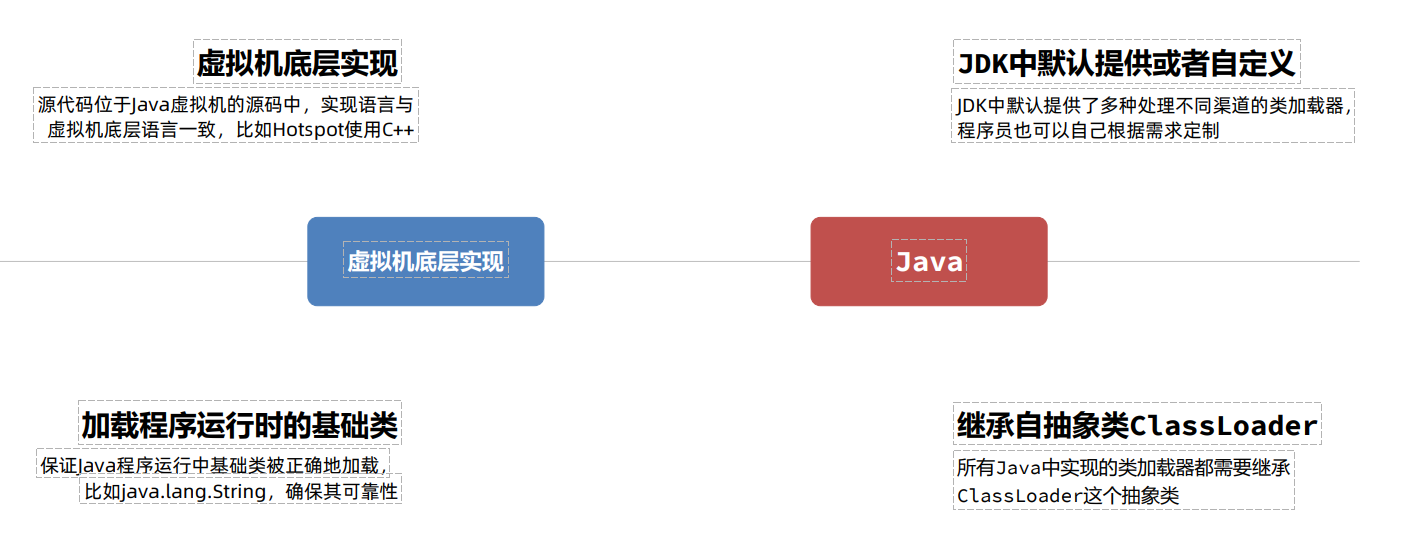 虚拟机底层实现
源代码位于Java虚拟机的源码中，实现语言与
虚拟机底层语言一致，比如Hotspot使用C++
JDK中默认提供或者自定义
JDK中默认提供了多种处理不同渠道的类加载器，
程序员也可以自己根据需求定制
虚拟机底层实现
Java
加载程序运行时的基础类
保证Java程序运行中基础类被正确地加载，
比如java.lang.String，确保其可靠性
继承自抽象类ClassLoader
所有Java中实现的类加载器都需要继承
ClassLoader这个抽象类